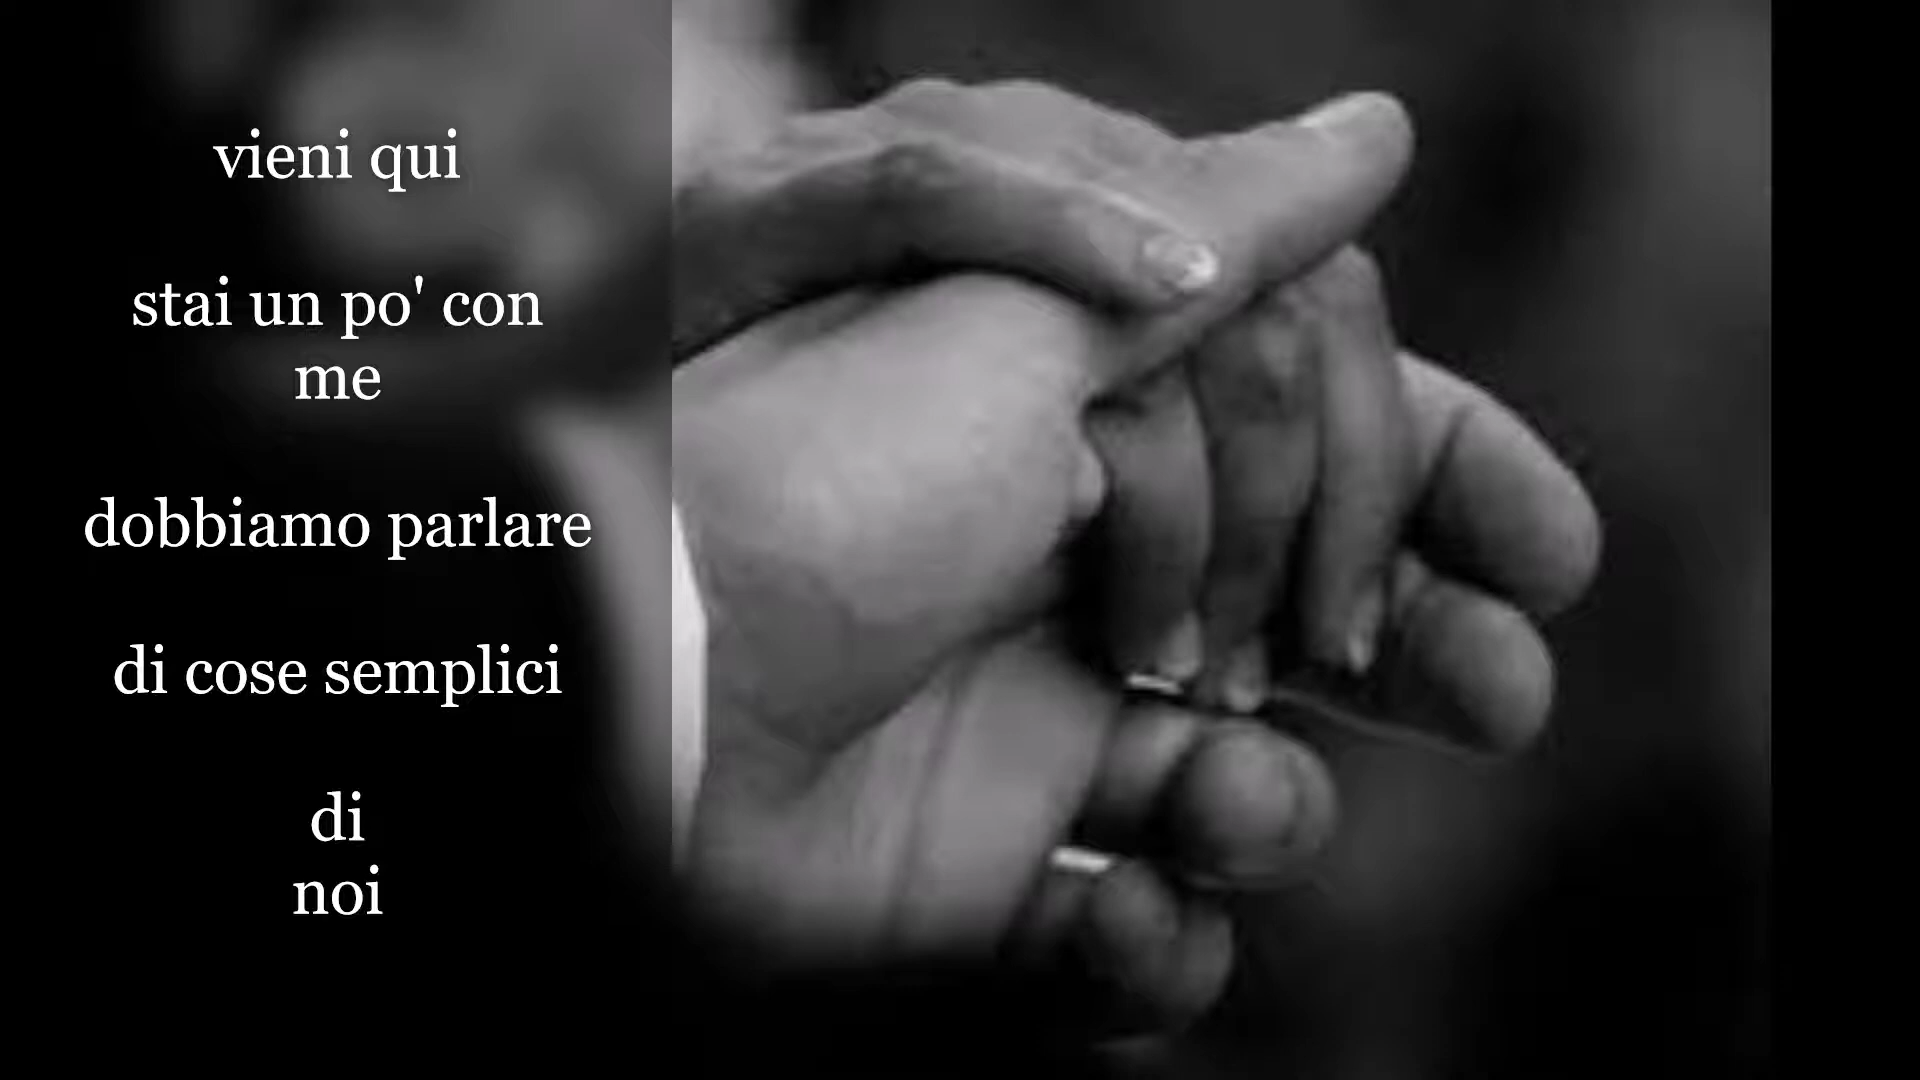 vieni qui
stai un po' con
me
dobbiamo parlare
di cose semplici
di
noi